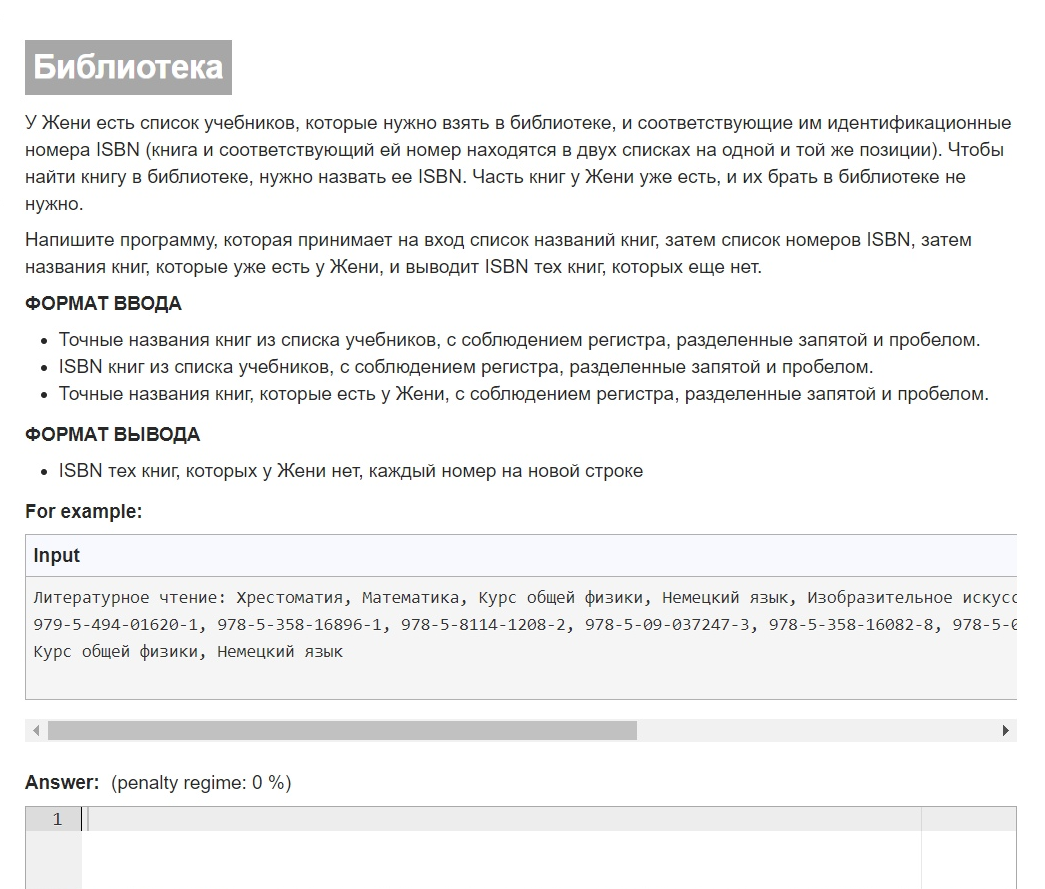 Библиотека
У Жени есть список учебников, которые нужно взять в библиотеке, и соответствующие им идентификационные
номера ISBN (книга и соответствующий ей номер находятся в двух списках на одной и той же позиции). Чтобы
найти книгу в библиотеке, нужно назвать ее ISBN. Часть книг у Жени уже есть, и их брать в библиотеке не
нужно.
Напишите программу, которая принимает на вход список названий книг, затем список номеров ISBN, затем
названия книг, которые уже есть у Жени, и выводит ISBN тех книг, которых еще нет.
ФОРМАТ ВВОДА
• Точные названия книг из списка учебников, с соблюдением регистра, разделенные запятой и пробелом.
• ISBN книг из списка учебников, с соблюдением регистра, разделенные запятой и пробелом.
• Точные названия книг, которые есть у Жени, с соблюдением регистра, разделенные запятой и пробелом.
ФОРМАТ ВЫВОДА
• ISBN тех книг, которых у Жени нет, каждый номер на новой строке
For example:
Input
Литературное чтение: Хрестоматия, Математика, Курс общей физики, Немецкий язык, Изобразительное
979-5-494-01620-1, 978-5-358-16896-1, 978-5-8114-1208-2, 978-5-09-037247-3, 978-5-358-16082-8,
Курс общей физики, Немецкий язык
Answer: (penalty regime: 0 %)
1